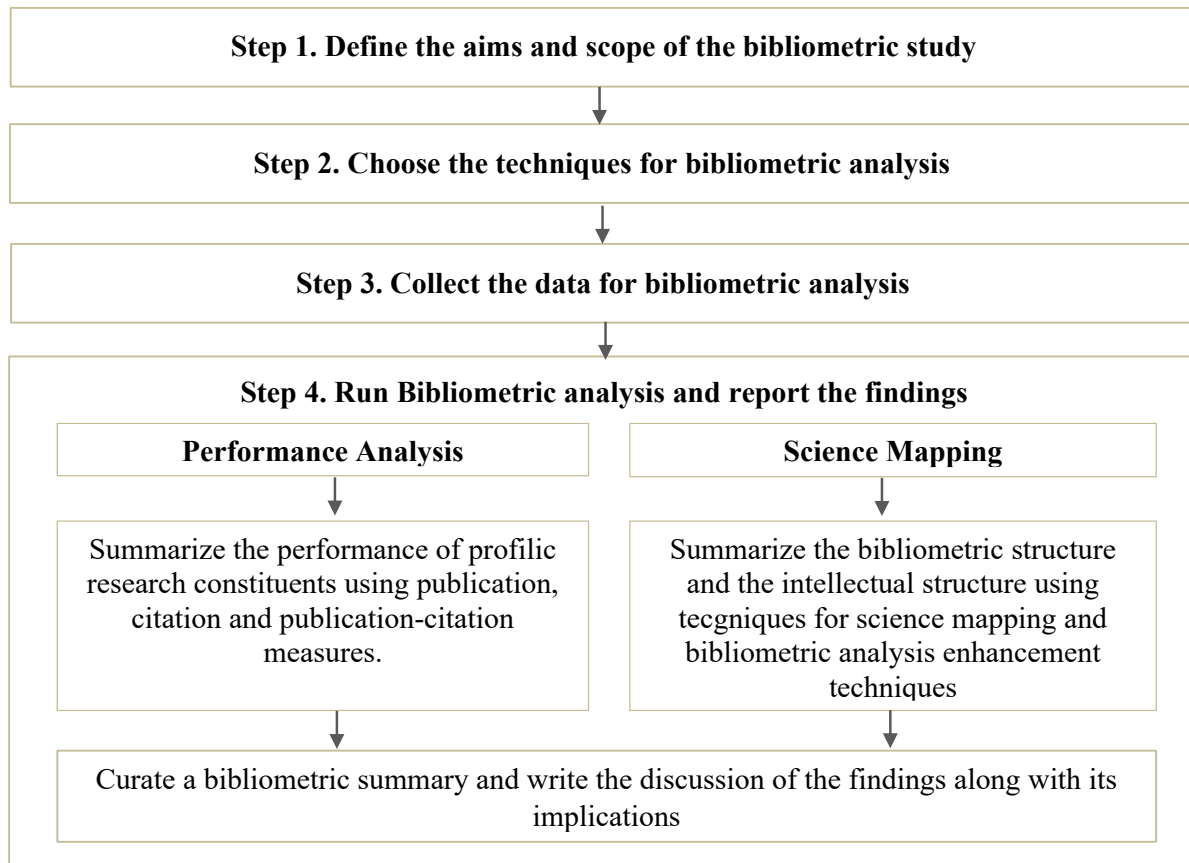 Step 1. Define the aims and scope of the bibliometric study
Step 2. Choose the techniques for bibliometric analysis
Step 3. Collect the data for bibliometric analysis
Step 4. Run Bibliometric analysis and report the findings
Performance Analysis
Summarize the performance of profilic
research constituents using publication,
citation and publication-citation
measures.
Science Mapping
Summarize the bibliometric structure
and the intellectual structure using
tecgniques for science mapping and
bibliometric analysis enhancement
techniques
Curate a bibliometric summary and write the discussion of the findings along with its
implications